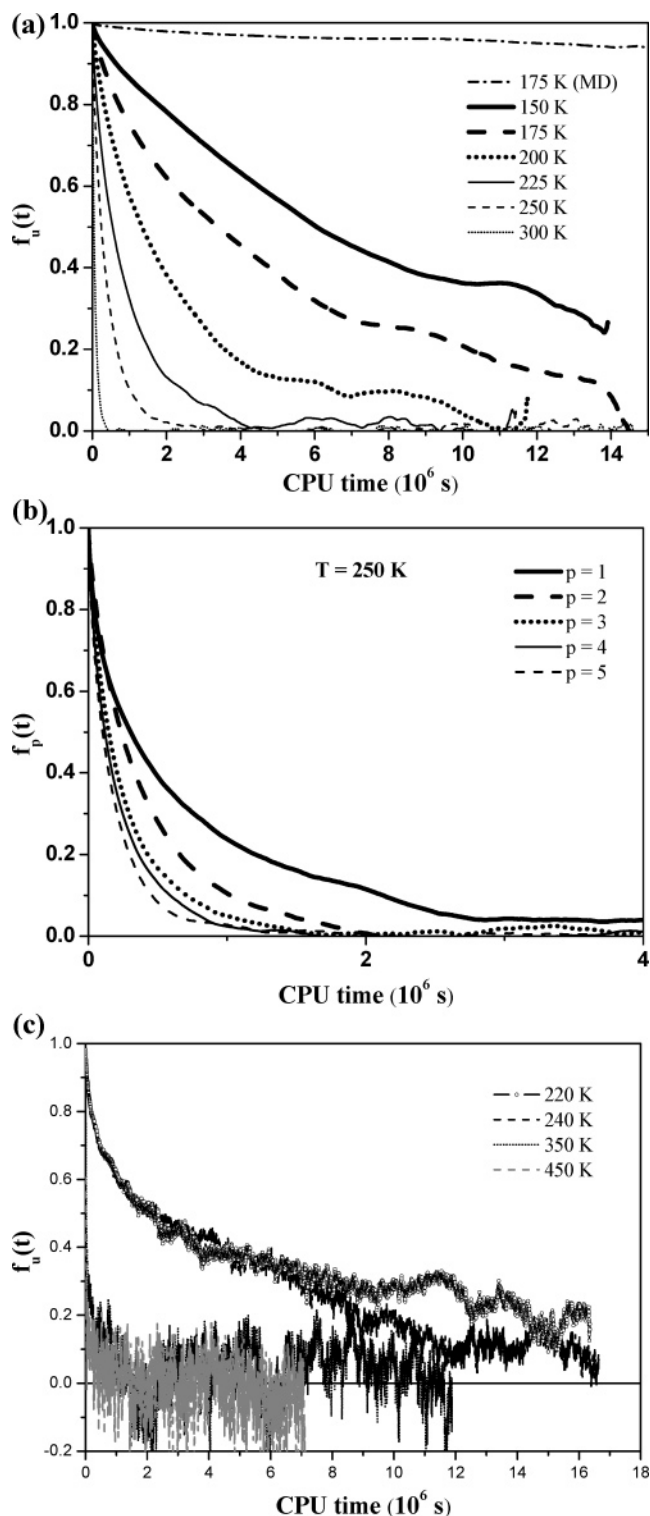 (a)
1.0
0.8
0.6
0.4
0.2
0.0
f_u(t)
175 K (MD)
150 K
175 K
200 K
225 K
250 K
300 K
0 2 4 6 8 10 12 14
CPU time (10^6 s)
(b)
1.0
0.8
0.6
0.4
0.2
0.0
f_p(t)
T = 250 K
p = 1
p = 2
p = 3
p = 4
p = 5
0 2 4
CPU time (10^6 s)
(c)
1.0
0.8
0.6
0.4
0.2
0.0
-0.2
f_u(t)
220 K
240 K
350 K
450 K
0 2 4 6 8 10 12 14 16 18
CPU time (10^6 s)